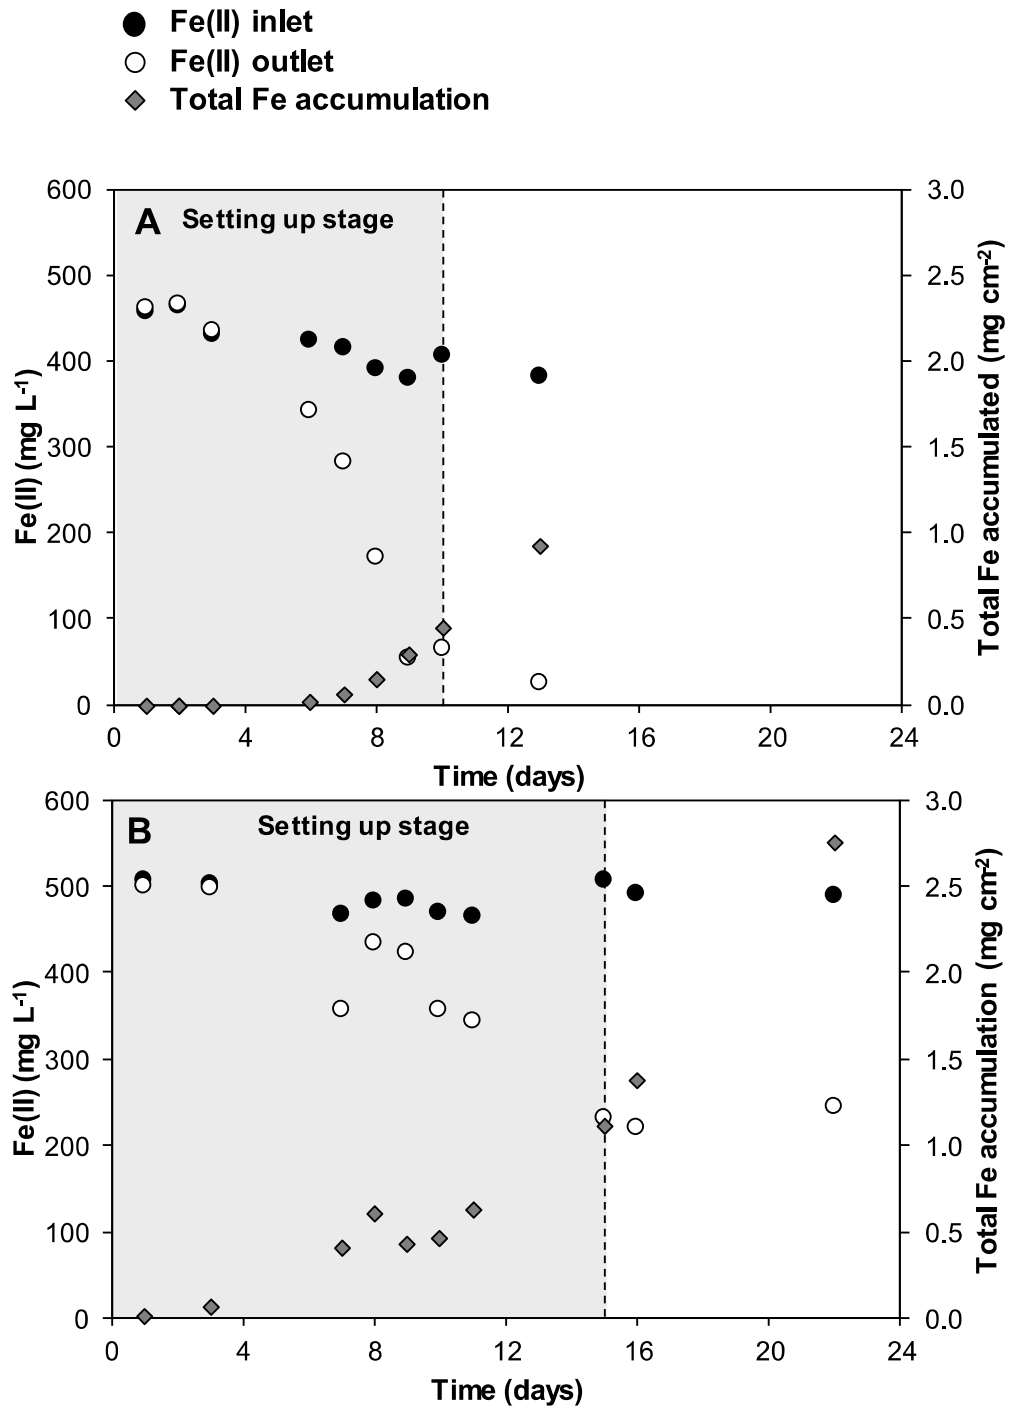 Fe(II) inlet
Fe(II) outlet
Total Fe accumulation
A Setting up stage
600
500
400
300
200
100
0
Fe(II) (mg L⁻¹)
3.0
2.5
2.0
1.5
1.0
0.5
0.0
Total Fe accumulated (mg cm⁻²)
0 4 8 12 16 20 24
Time (days)
B Setting up stage
600
500
400
300
200
100
0
Fe(II) (mg L⁻¹)
3.0
2.5
2.0
1.5
1.0
0.5
0.0
Total Fe accumulation (mg cm⁻²)
0 4 8 12 16 20 24
Time (days)